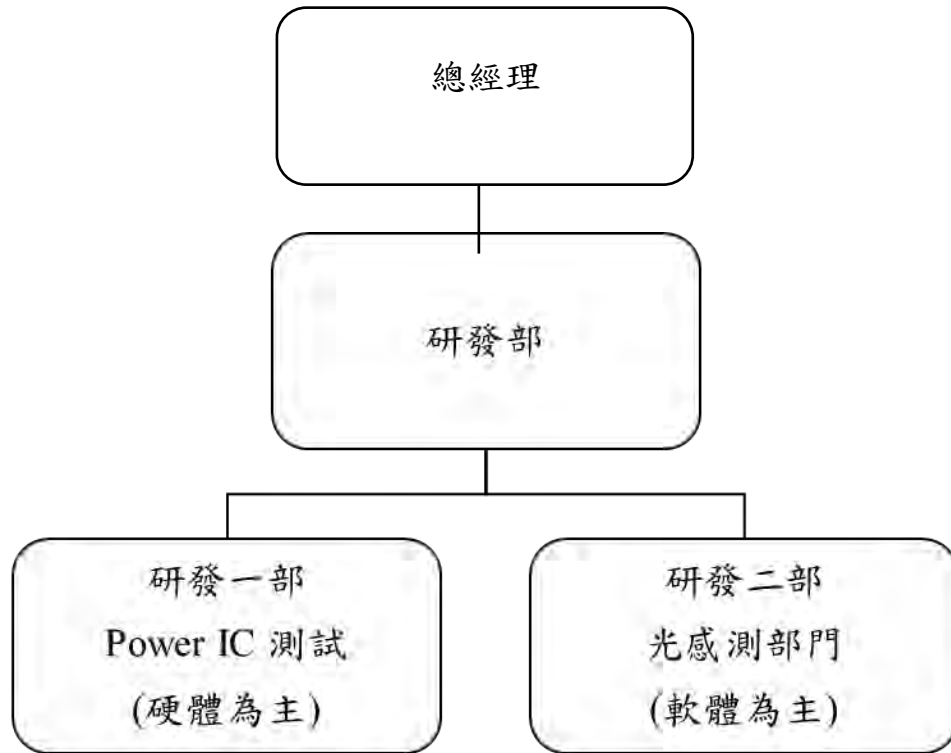 總經理
研發部
研發一部
Power IC 測試
(硬體為主)
研發二部
光感測部門
(軟體為主)